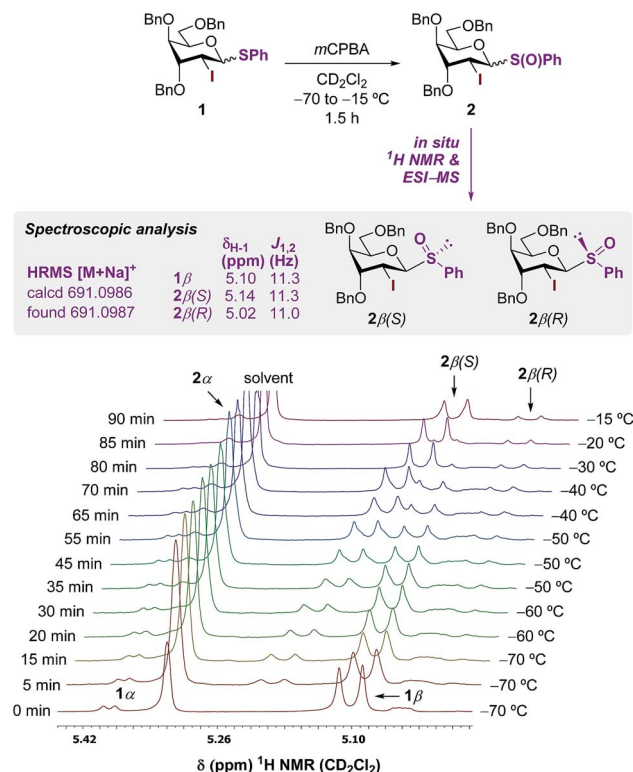 BnO OBn
BnO OBn
O SPh
mCPBA
O S(O)Ph
I
CD2Cl2
I
BnO
−70 to −15 ºC
BnO
1
1.5 h
2
in situ
1H NMR &
ESI–MS
Spectroscopic analysis
δH-1 J1,2
(ppm) (Hz)
HRMS [M+Na]+
1β 5.10 11.3
calcd 691.0986
2β(S) 5.14 11.3
found 691.0987
2β(R) 5.02 11.0
BnO OBn
O
O S
Ph
I
BnO
2β(S)
BnO OBn
O
O S
Ph
I
BnO
2β(R)
2α solvent 2β(S) 2β(R)
90 min −15 ºC
85 min −20 ºC
80 min −30 ºC
70 min −40 ºC
65 min −40 ºC
55 min −50 ºC
45 min −50 ºC
35 min −50 ºC
30 min −60 ºC
20 min −60 ºC
15 min −70 ºC
5 min −70 ºC
1α 1β
0 min −70 ºC
5.42 5.26 5.10
δ (ppm) 1H NMR (CD2Cl2)